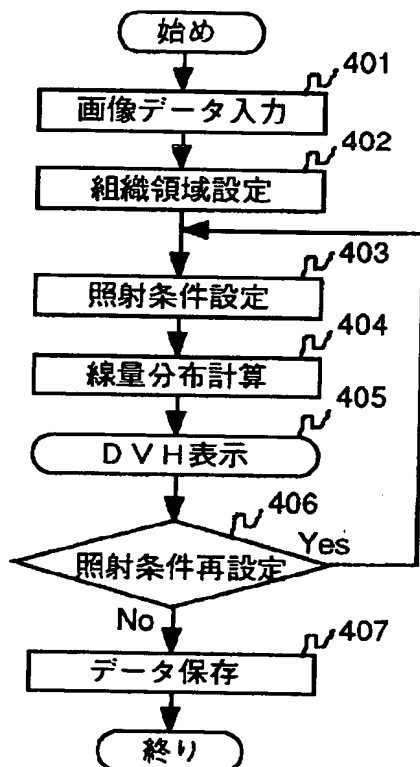 始め
401
画像データ入力
402
組織領域設定
403
照射条件設定
404
線量分布計算
405
DVH表示
406
照射条件再設定
Yes
No
407
データ保存
終り